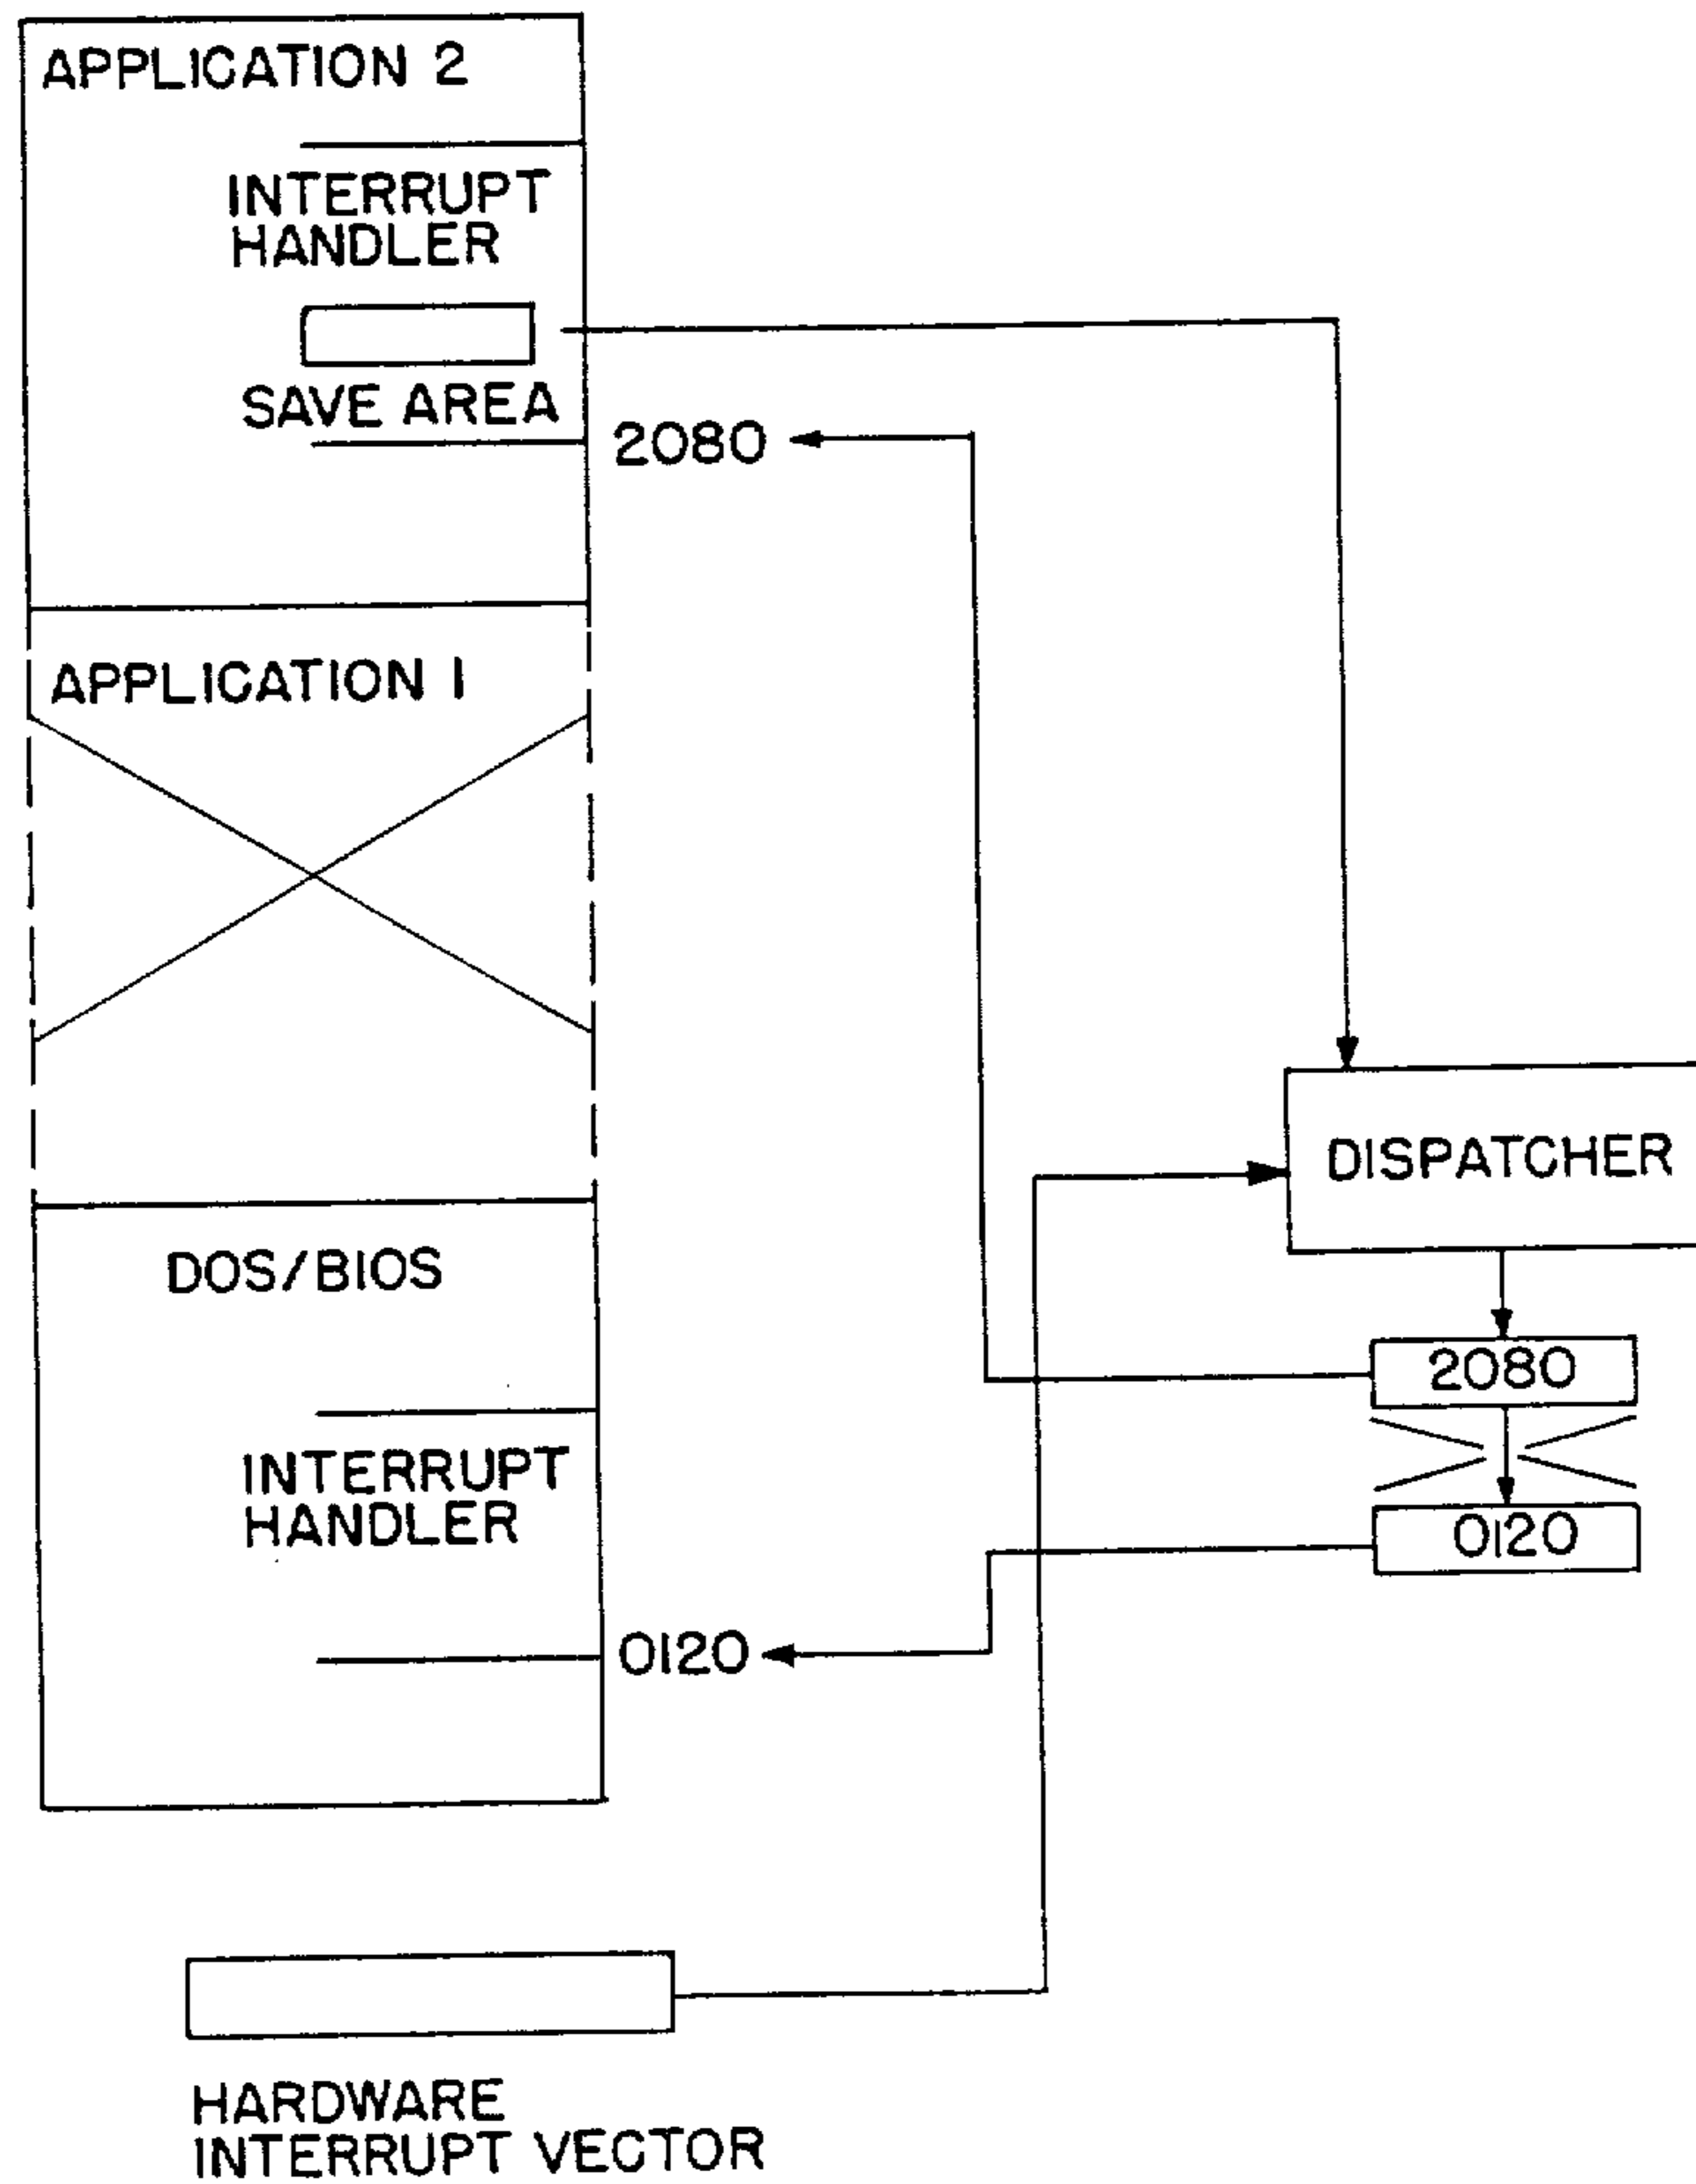 APPLICATION 2
INTERRUPT
HANDLER
SAVE AREA
2080
APPLICATION 1
DISPATCHER
DOS/BIOS
2080
INTERRUPT
HANDLER
0120
0120
HARDWARE
INTERRUPT VECTOR